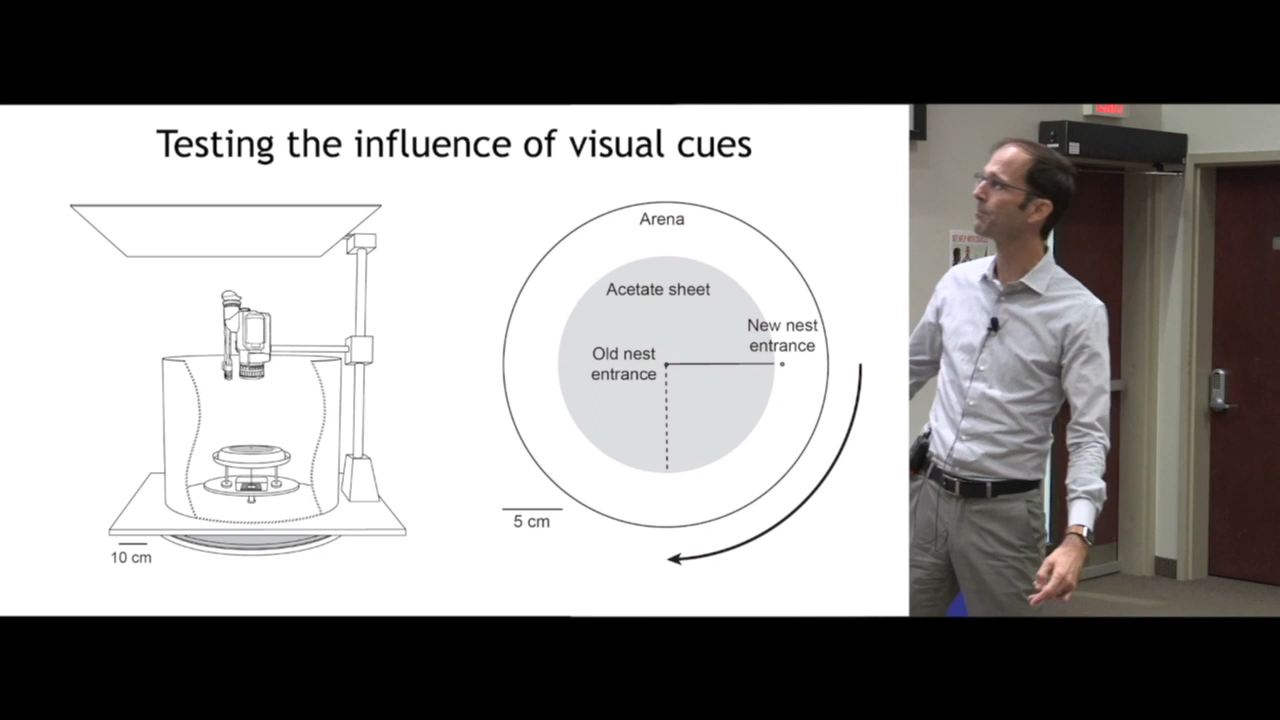 Testing the influence of visual cues
Arena
Acetate sheet
New nest
entrance
Old nest
entrance
5 cm
10 cm